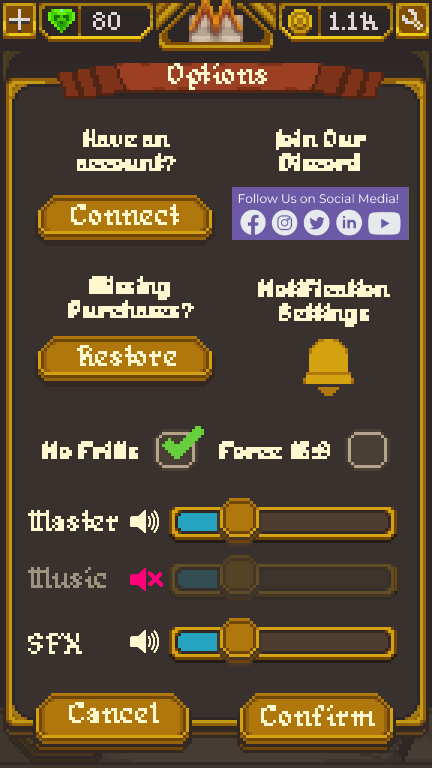 80
1.1k
Options
Have an
account?
Join Our
Discord
Connect
Follow Us on Social Media!
Missing
Purchases?
Notification
Settings
Restore
No Frills
Force 16:9
Master
Music
SFX
Cancel
Confirm